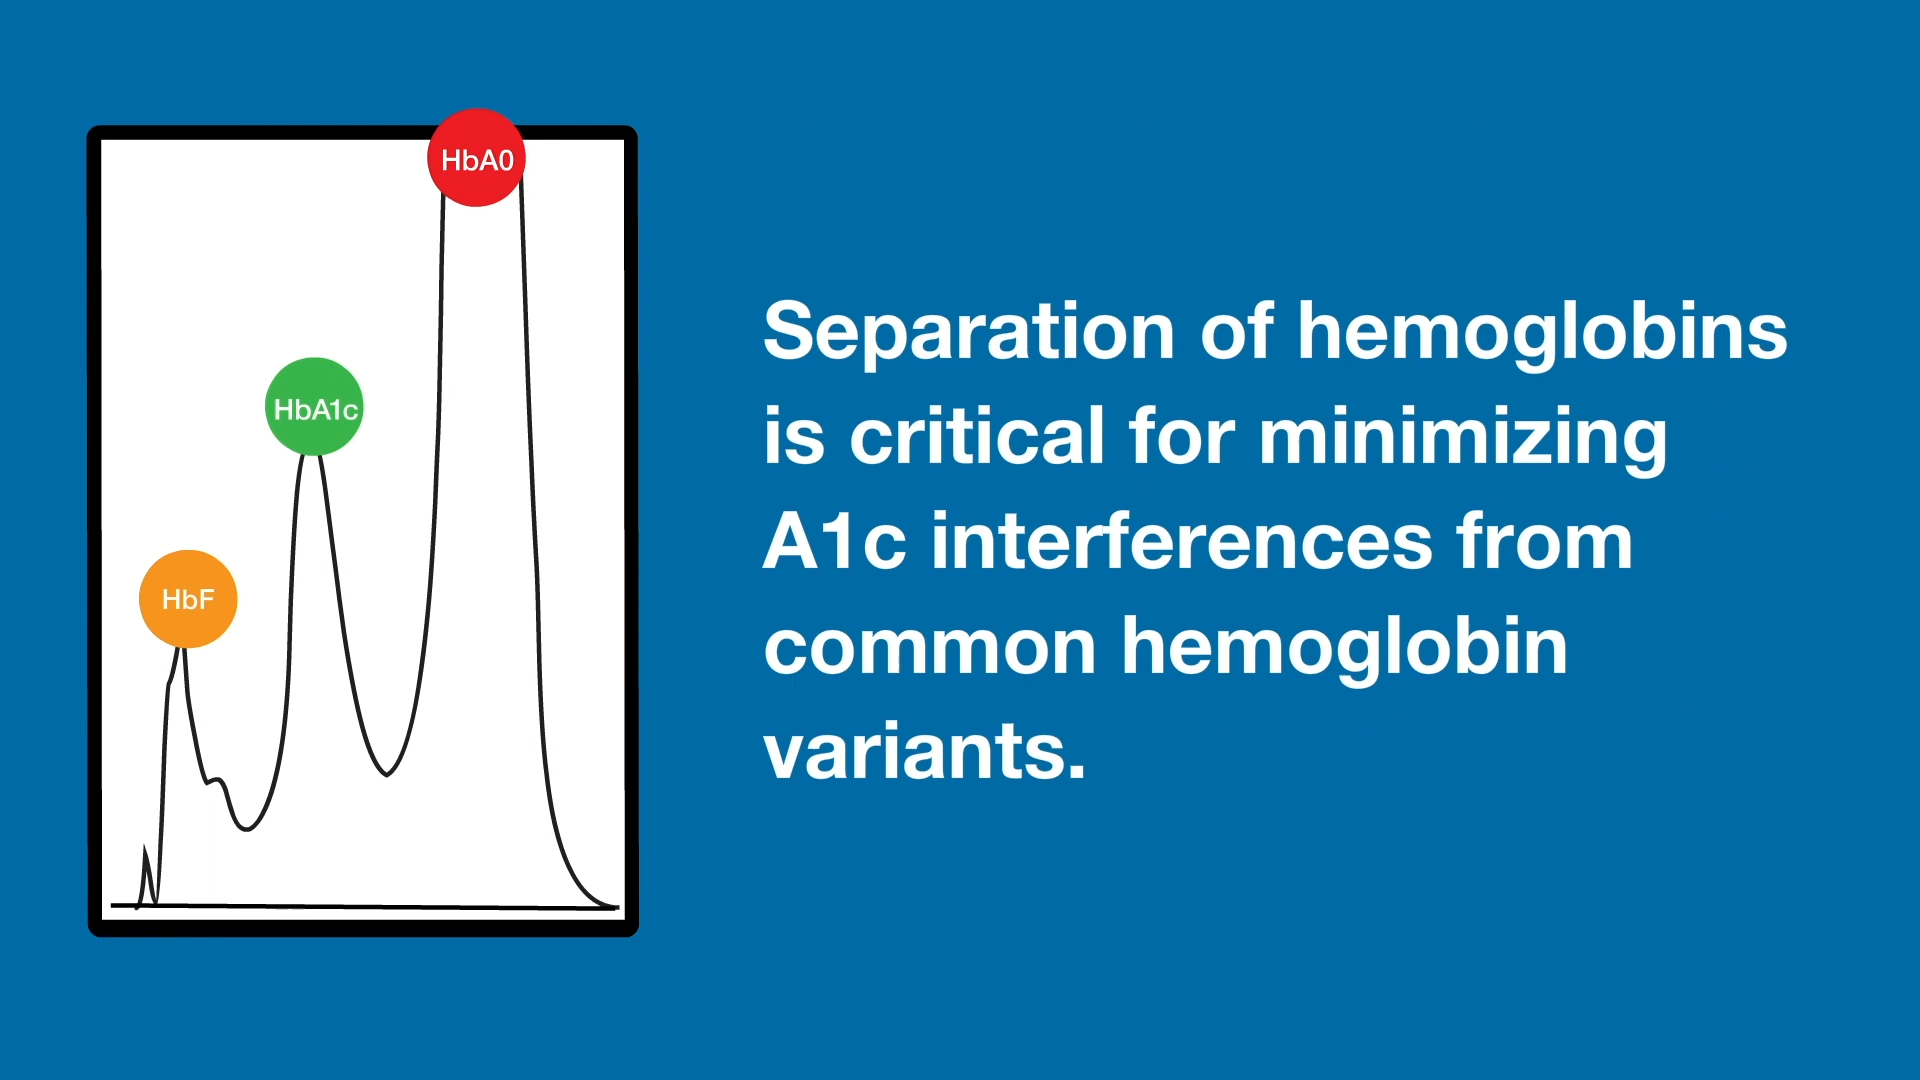 HbA0
HbA1c
HbF
Separation of hemoglobins
is critical for minimizing
A1c interferences from
common hemoglobin
variants.